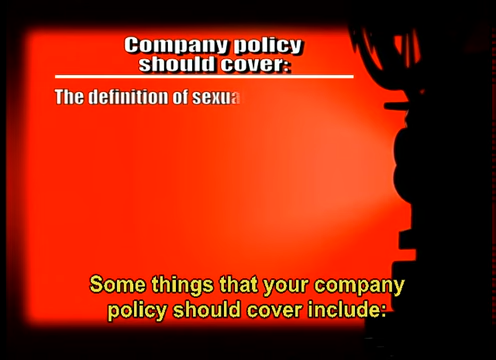 Company policy
should cover:
The definition of sexua
Some things that your company
policy should cover include: